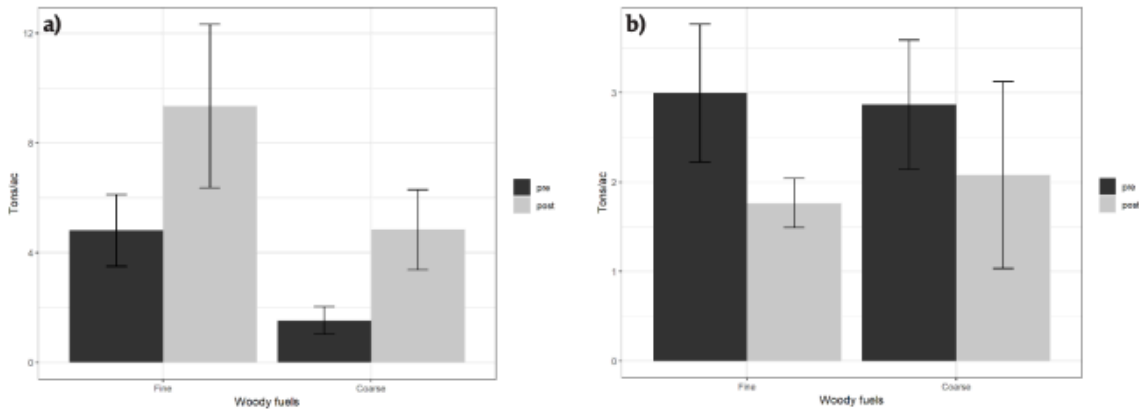 a)
12
8
4
0
Tons/ac
Fine
Coarse
Woody fuels
pre
post
b)
3
2
1
0
Tons/ac
Fine
Coarse
Woody fuels
pre
post